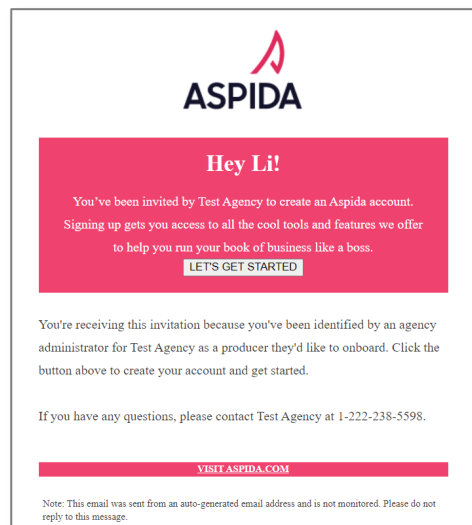 ASPIDA
Hey Li!
You’ve been invited by Test Agency to create an Aspida account.
Signing up gets you access to all the cool tools and features we offer
to help you run your book of business like a boss.
LET'S GET STARTED
You're receiving this invitation because you've been identified by an agency
administrator for Test Agency as a producer they'd like to onboard. Click the
button above to create your account and get started.
If you have any questions, please contact Test Agency at 1-222-238-5598.
VISIT ASPIDA.COM
Note: This email was sent from an auto-generated email address and is not monitored. Please do not
reply to this message.